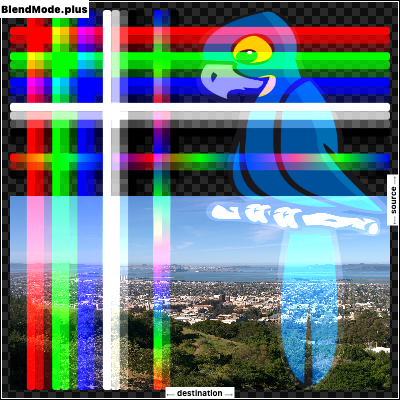 BlendMode.plus
← source →
← destination →